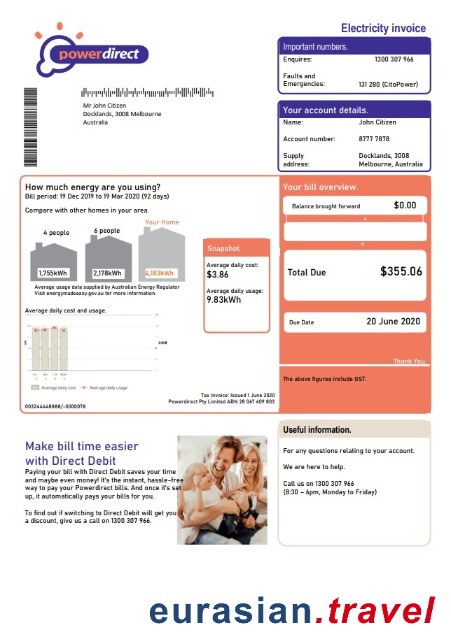 powerdirect
Electricity invoice
Important numbers.
Enquires: 1300 307 966
Faults and
Emergencies: 131 280 (CitoPower)
Mr John Citizen
Docklands, 3008 Melbourne
Australia
Your account details.
Name: John Citizen
Account number: 8777 7878
Supply Docklands, 3008
address: Melbourne, Australia
How much energy are you using?
Bill period: 19 Dec 2019 to 19 Mar 2020 (92 days)
Compare with other homes in your area.
4 people
6 people
Your Home
1,755kWh
2,178kWh
4,183kWh
Average usage data supplied by Australian Energy Regulator
Visit energymadeeasy.gov.au for more information.
Average daily cost and usage.
$
kWh
Average daily cost
Average daily usage
Snapshot.
Average daily cost:
$3.86
Average daily usage:
9.83kWh
Tax Invoice: Issued 1 June 2020
Powerdirect Pty Limited ABN 28 067 609 803
Your bill overview.
Balance brought forward $0.00
+
=
Total Due $355.06
Due Date 20 June 2020
Thank You.
The above figures include GST.
Make bill time easier
with Direct Debit
Paying your bill with Direct Debit saves your time
and maybe even money! It's the instant, hassle-free
way to pay your Powerdirect bills. And once it's set
up, it automatically pays your bills for you.
To find out if switching to Direct Debit will get you
a discount, give us a call on 1300 307 966.
Useful information.
For any questions relating to your account.
We are here to help.
Call us on 1300 307 966
(8:30 – 6pm, Monday to Friday)
eurasian.travel